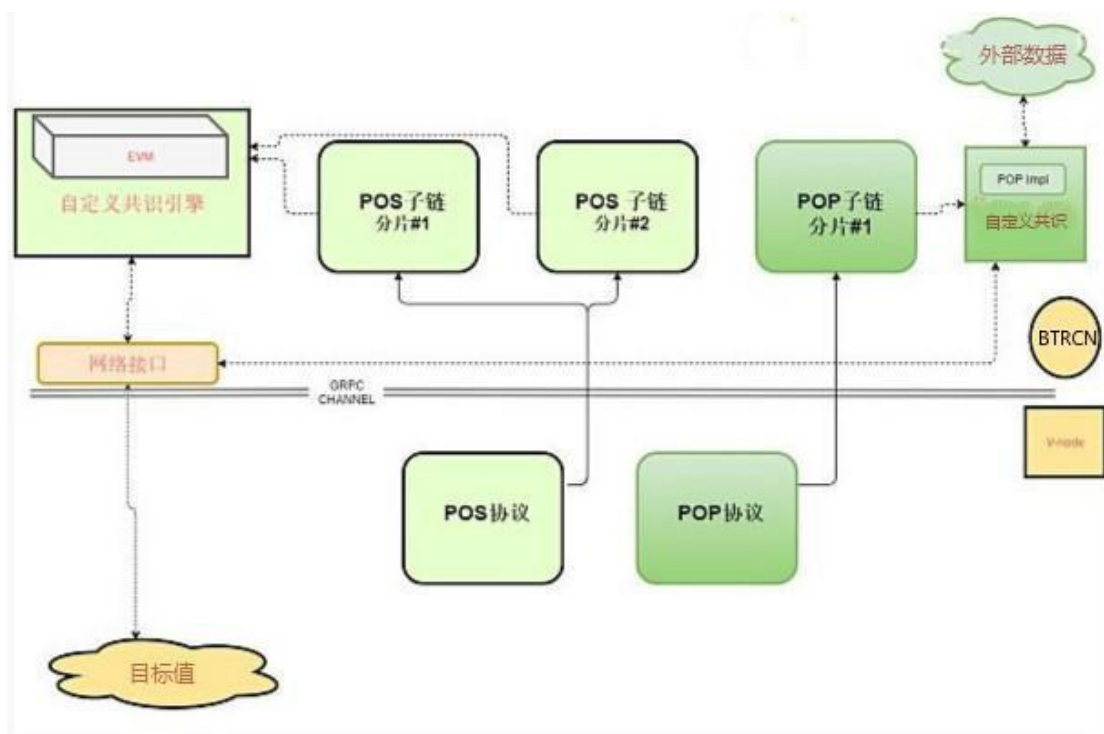 外部数据
EVM
自定义共识引擎
POS子链
分片#1
POS 子链
分片#2
POP子链
分片#1
POP Impl
自定义共识
BTRCN
网络接口
GRPC
CHANNEL
V-node
POS协议
POP协议
目标值